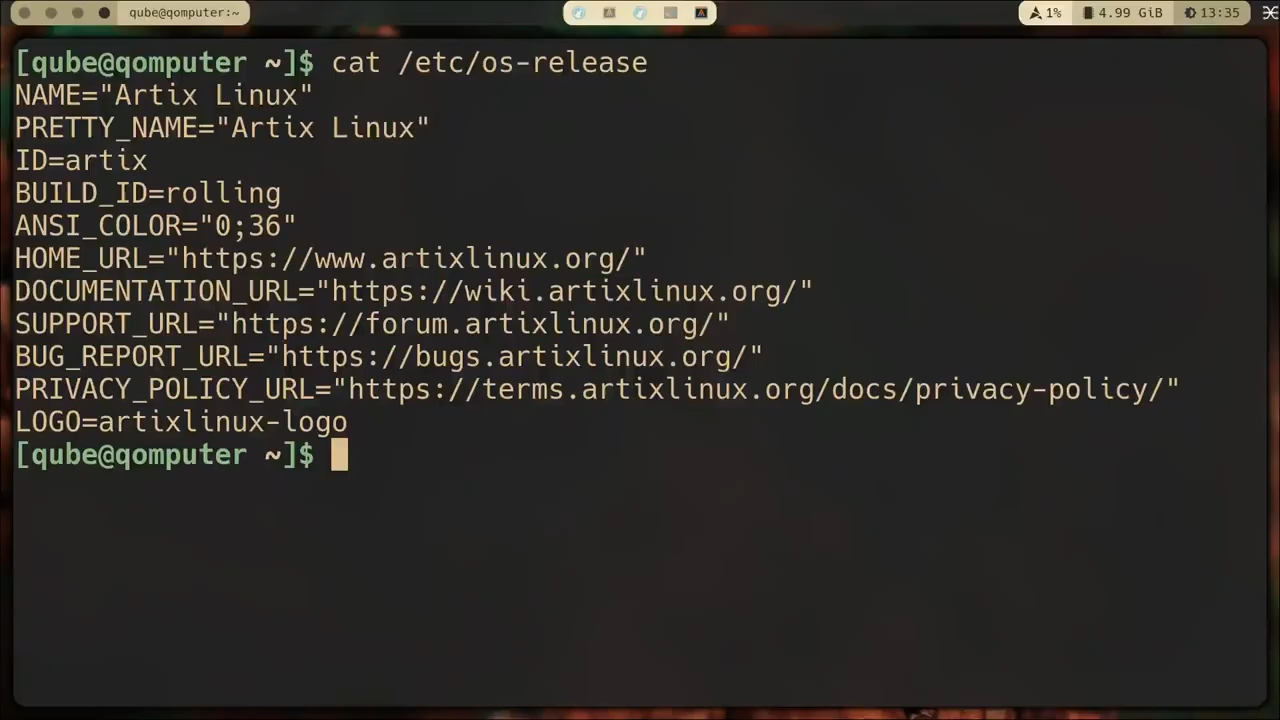 qube@qomputer:~
1%
4.99 GiB
13:35
[qube@qomputer ~]$ cat /etc/os-release
NAME="Artix Linux"
PRETTY_NAME="Artix Linux"
ID=artix
BUILD_ID=rolling
ANSI_COLOR="0;36"
HOME_URL="https://www.artixlinux.org/"
DOCUMENTATION_URL="https://wiki.artixlinux.org/"
SUPPORT_URL="https://forum.artixlinux.org/"
BUG_REPORT_URL="https://bugs.artixlinux.org/"
PRIVACY_POLICY_URL="https://terms.artixlinux.org/docs/privacy-policy/"
LOGO=artixlinux-logo
[qube@qomputer ~]$